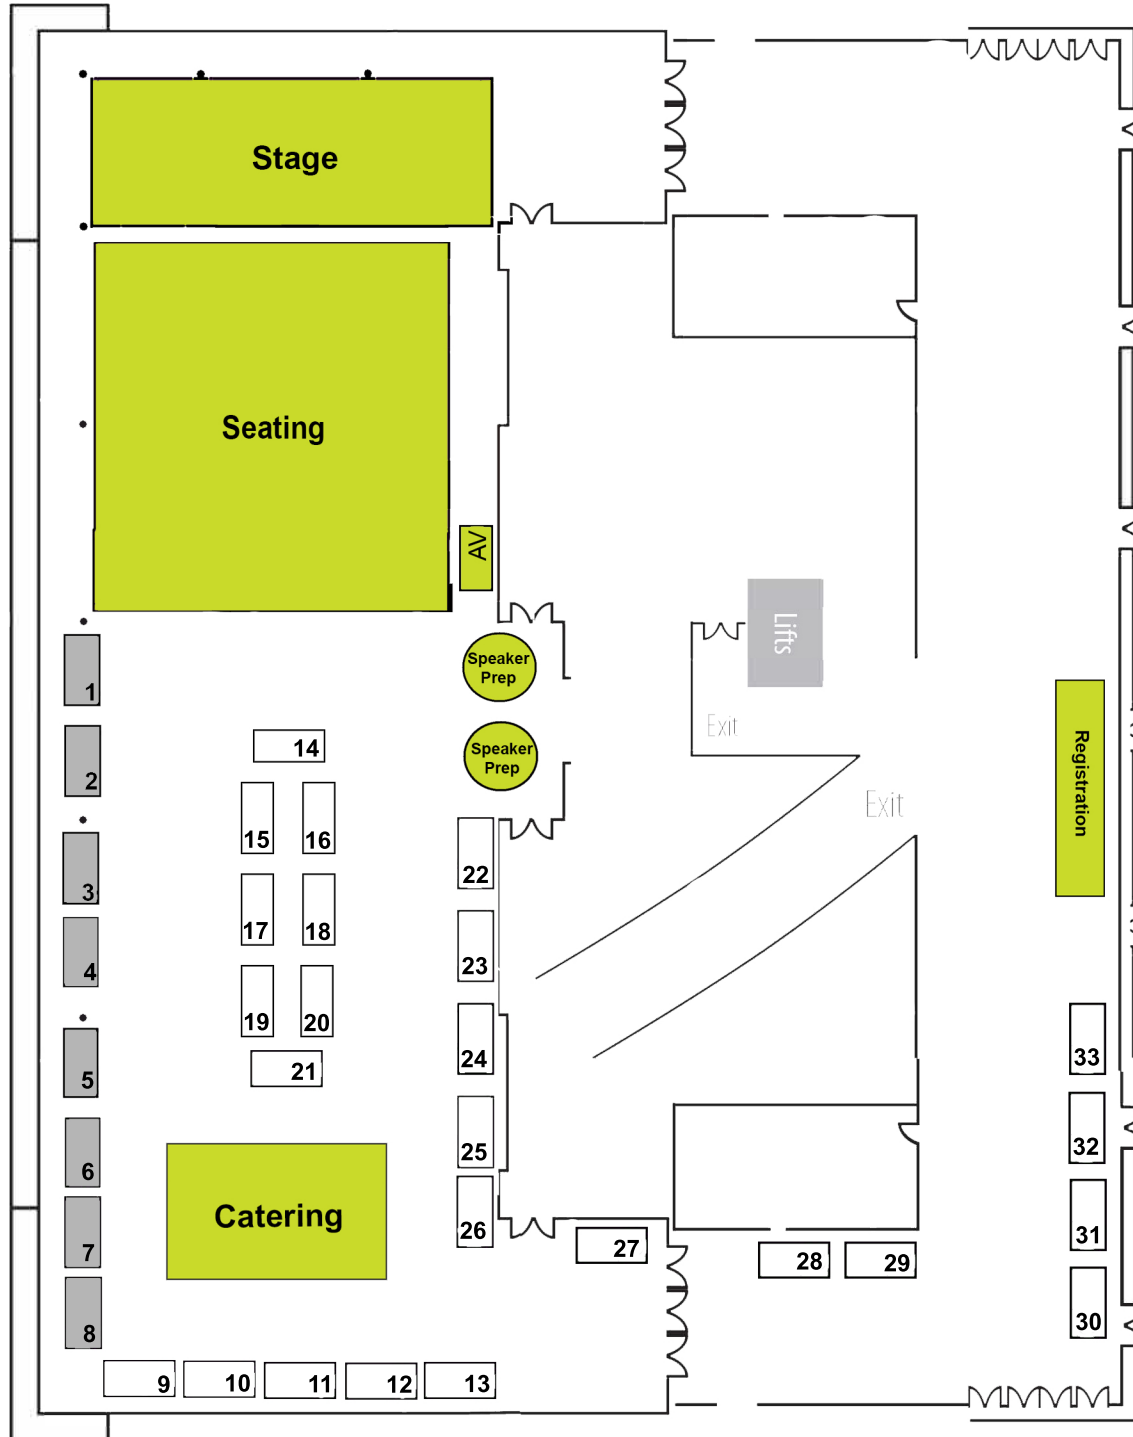 Stage
Seating
AV
Lifts
Speaker
Prep
1
Exit
Registration
2
14
Speaker
Prep
Exit
15
16
22
3
17
18
23
4
19
20
24
33
5
21
25
32
6
Catering
26
31
7
27
28
29
8
30
9
10
11
12
13